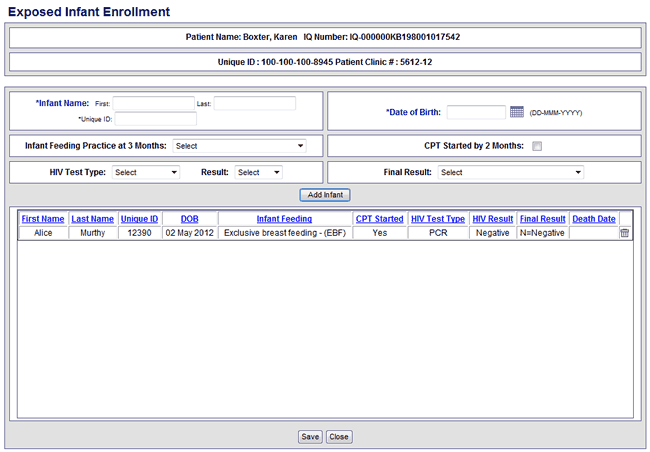 Exposed Infant Enrollment
Patient Name: Boxter, Karen IQ Number: IQ-000000KB198001017542
Unique ID : 100-100-100-8945 Patient Clinic # : 5612-12
*Infant Name: First: Last:
*Unique ID:
*Date of Birth: (DD-MMM-YYYY)
Infant Feeding Practice at 3 Months: Select
CPT Started by 2 Months:
HIV Test Type: Select Result: Select
Final Result: Select
Add Infant
First Name Last Name Unique ID DOB Infant Feeding CPT Started HIV Test Type HIV Result Final Result Death Date
Alice Murthy 12390 02 May 2012 Exclusive breast feeding - (EBF) Yes PCR Negative N=Negative
Save Close